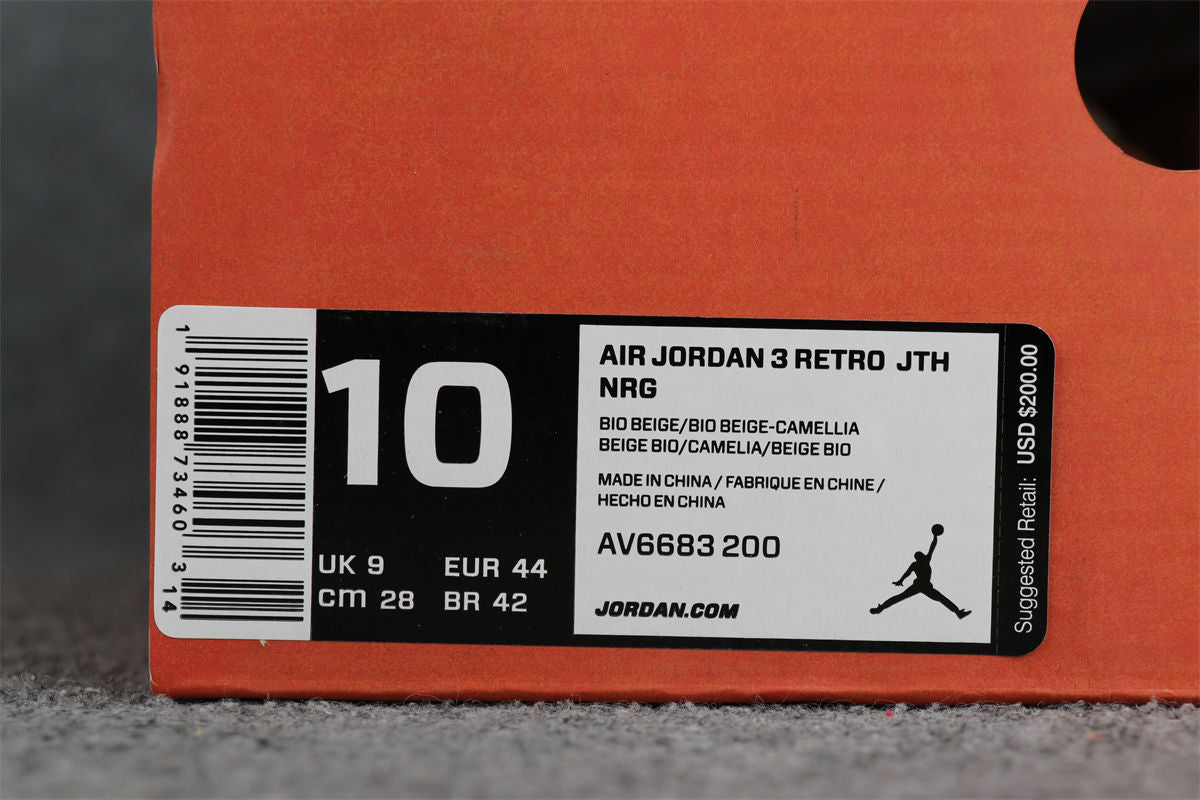 1 91888 73460 3 14
10
UK 9 EUR 44
cm 28 BR 42
AIR JORDAN 3 RETRO JTH
NRG
BIO BEIGE/BIO BEIGE-CAMELLIA
BEIGE BIO/CAMELIA/BEIGE BIO
MADE IN CHINA / FABRIQUE EN CHINE /
HECHO EN CHINA
AV6683 200
JORDAN.COM
Suggested Retail: USD $200.00